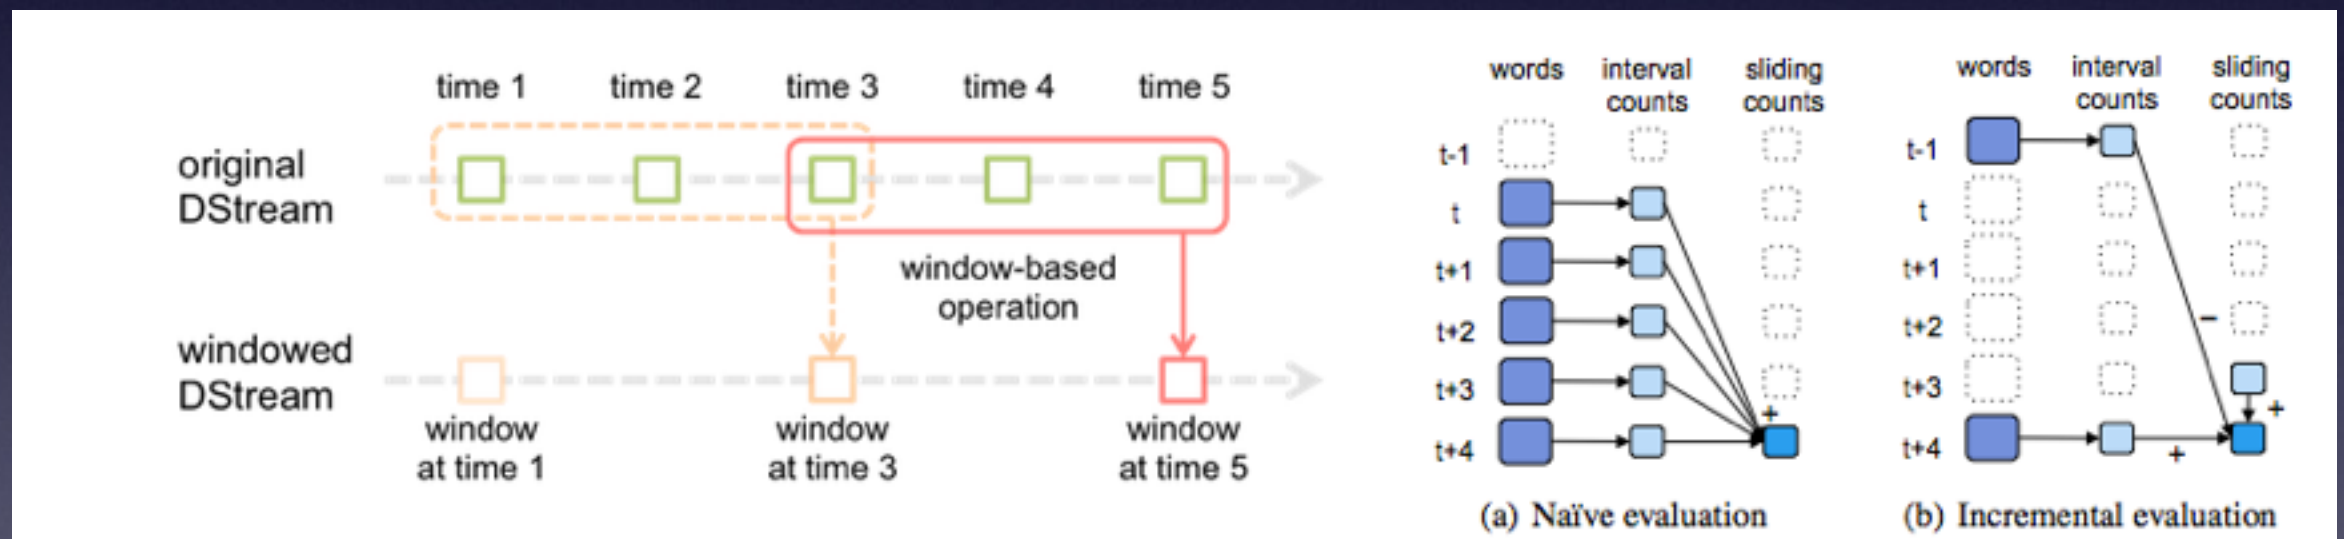 time 1 time 2 time 3 time 4 time 5
original
DStream
window-based
operation
windowed
DStream
window
at time 1
window
at time 3
window
at time 5
words interval counts sliding counts
t-1
t
t+1
t+2
t+3
+
t+4
(a) Naïve evaluation
words interval counts sliding counts
t-1
t
t+1
t+2
−
t+3
+
t+4
+
(b) Incremental evaluation